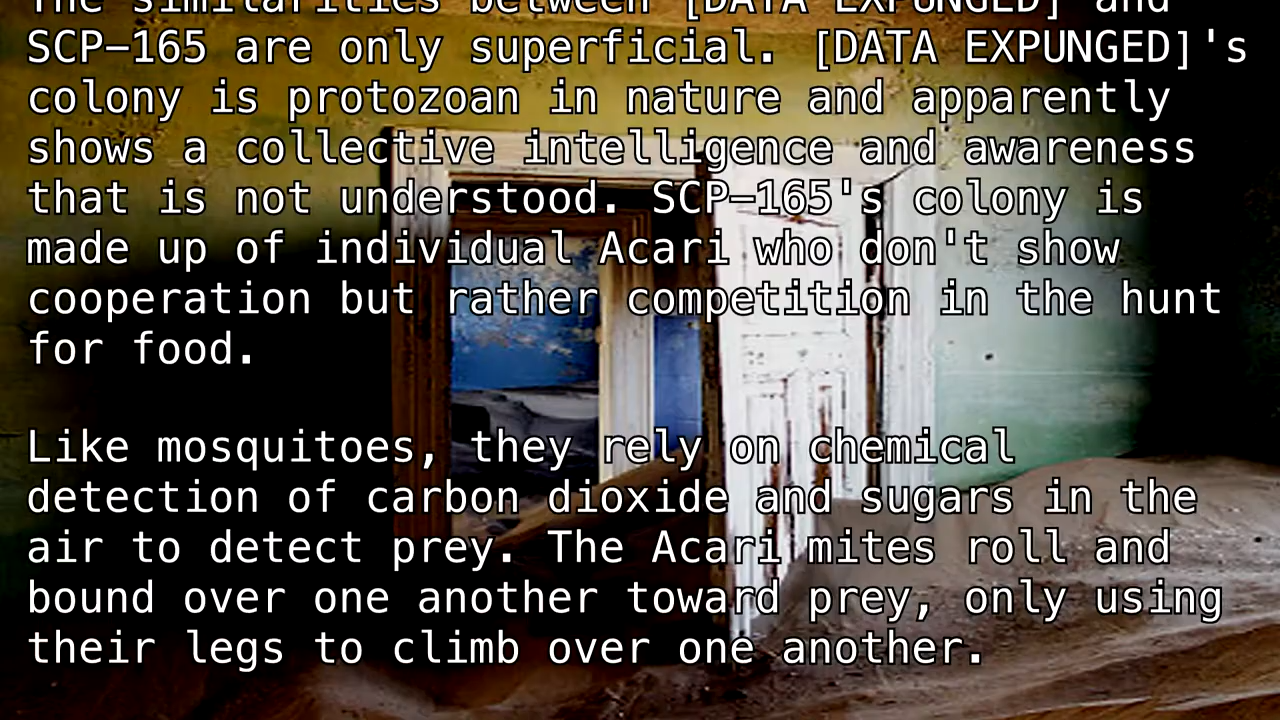 The similarities between [DATA EXPUNGED] and
SCP-165 are only superficial. [DATA EXPUNGED]'s
colony is protozoan in nature and apparently
shows a collective intelligence and awareness
that is not understood. SCP-165's colony is
made up of individual Acari who don't show
cooperation but rather competition in the hunt
for food.
Like mosquitoes, they rely on chemical
detection of carbon dioxide and sugars in the
air to detect prey. The Acari mites roll and
bound over one another toward prey, only using
their legs to climb over one another.